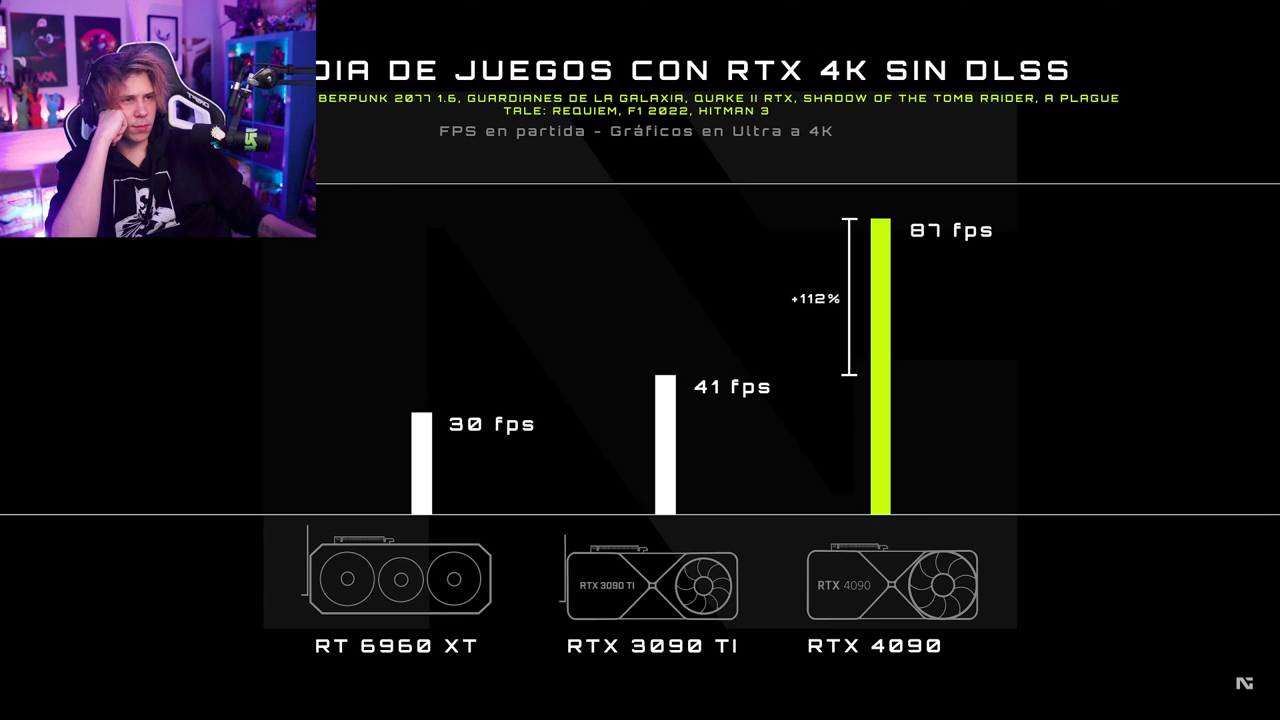 DIA DE JUEGOS CON RTX 4K SIN DLSS
BERPUNK 2077 1.6, GUARDIANES DE LA GALAXIA, QUAKE II RTX, SHADOW OF THE TOMB RAIDER, A PLAGUE
TALE: REQUIEM, F1 2022, HITMAN 3
FPS en partida - Gráficos en Ultra a 4K
87 fps
+112%
41 fps
30 fps
RTX 3090 TI
RTX 4090
RT 6960 XT
RTX 3090 TI
RTX 4090